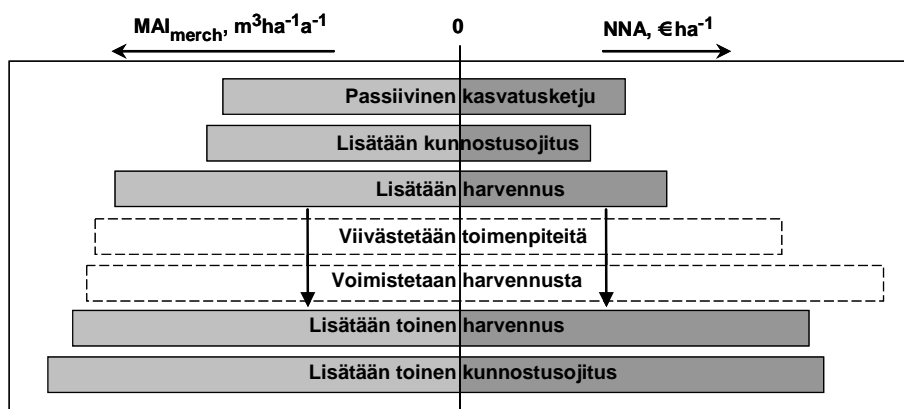 MAImerch, m³ha⁻¹a⁻¹ 0 NNA, €ha⁻¹
Passiivinen kasvatusketju
Lisätään kunnostusojitus
Lisätään harvennus
Viivästetään toimenpiteitä
Voimistetaan harvennusta
Lisätään toinen harvennus
Lisätään toinen kunnostusojitus